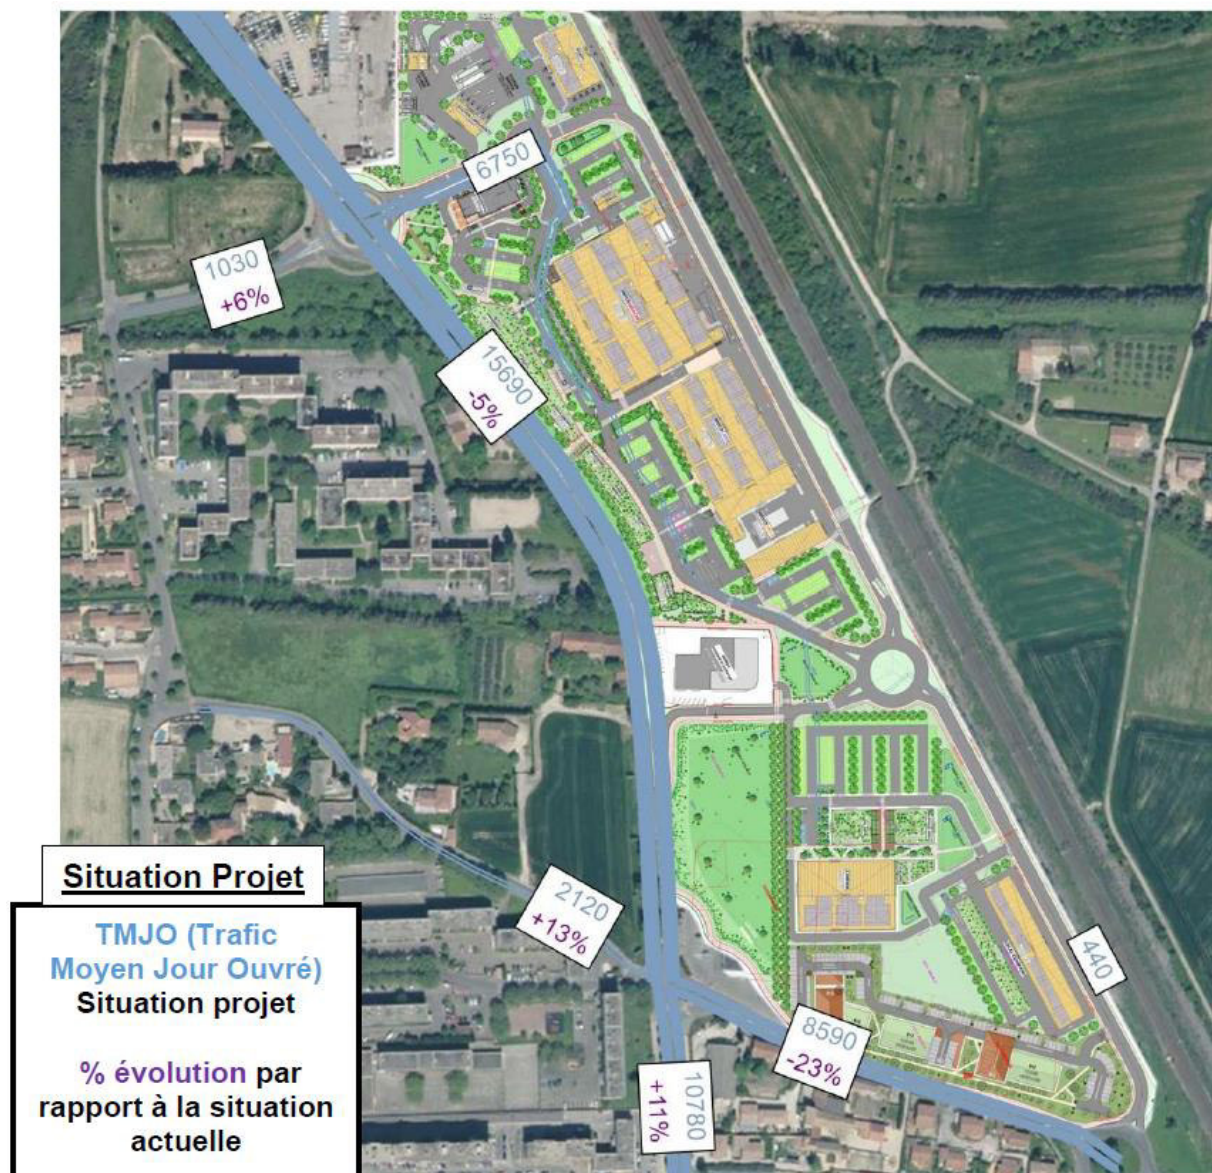 6750
1030
+6%
15690
-5%
2120
+13%
440
8590
-23%
10780
+11%
Situation Projet
TMJO (Trafic
Moyen Jour Ouvré)
Situation projet
% évolution par
rapport à la situation
actuelle